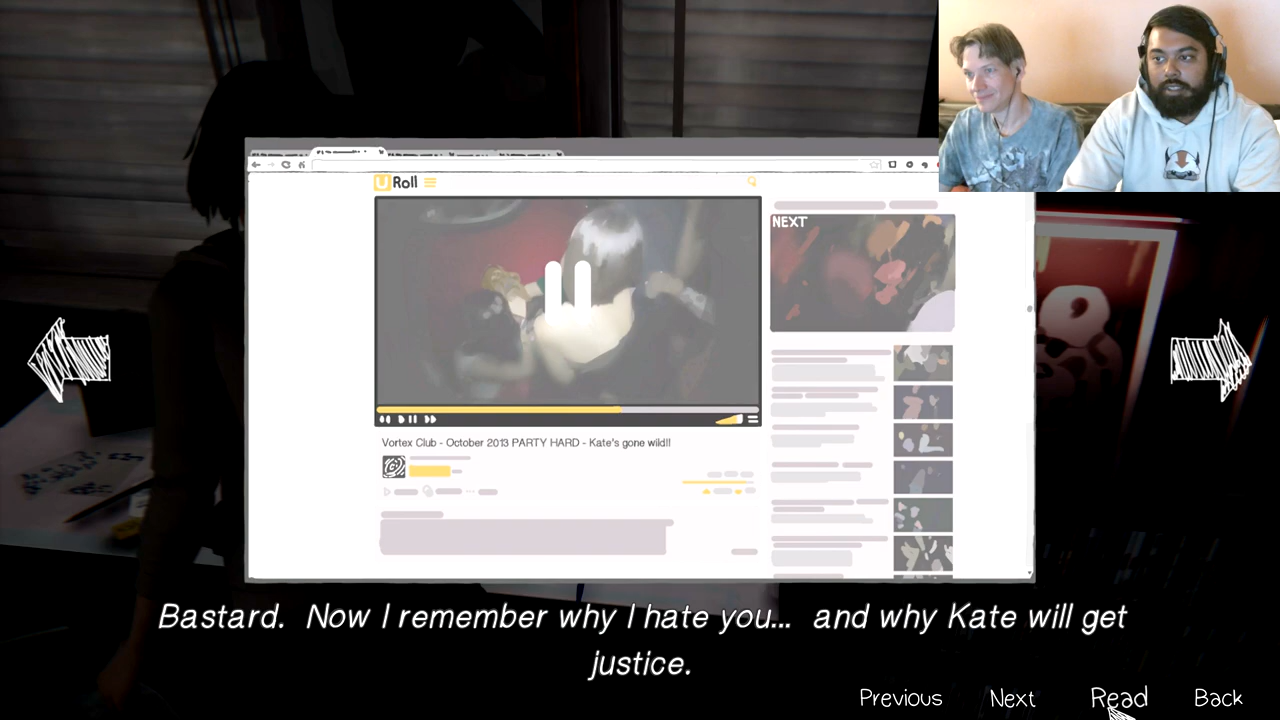 U Roll
NEXT
Vortex Club - October 2013 PARTY HARD - Kate's gone wild!!
Bastard. Now I remember why I hate you... and why Kate will get
justice.
Previous Next Read Back